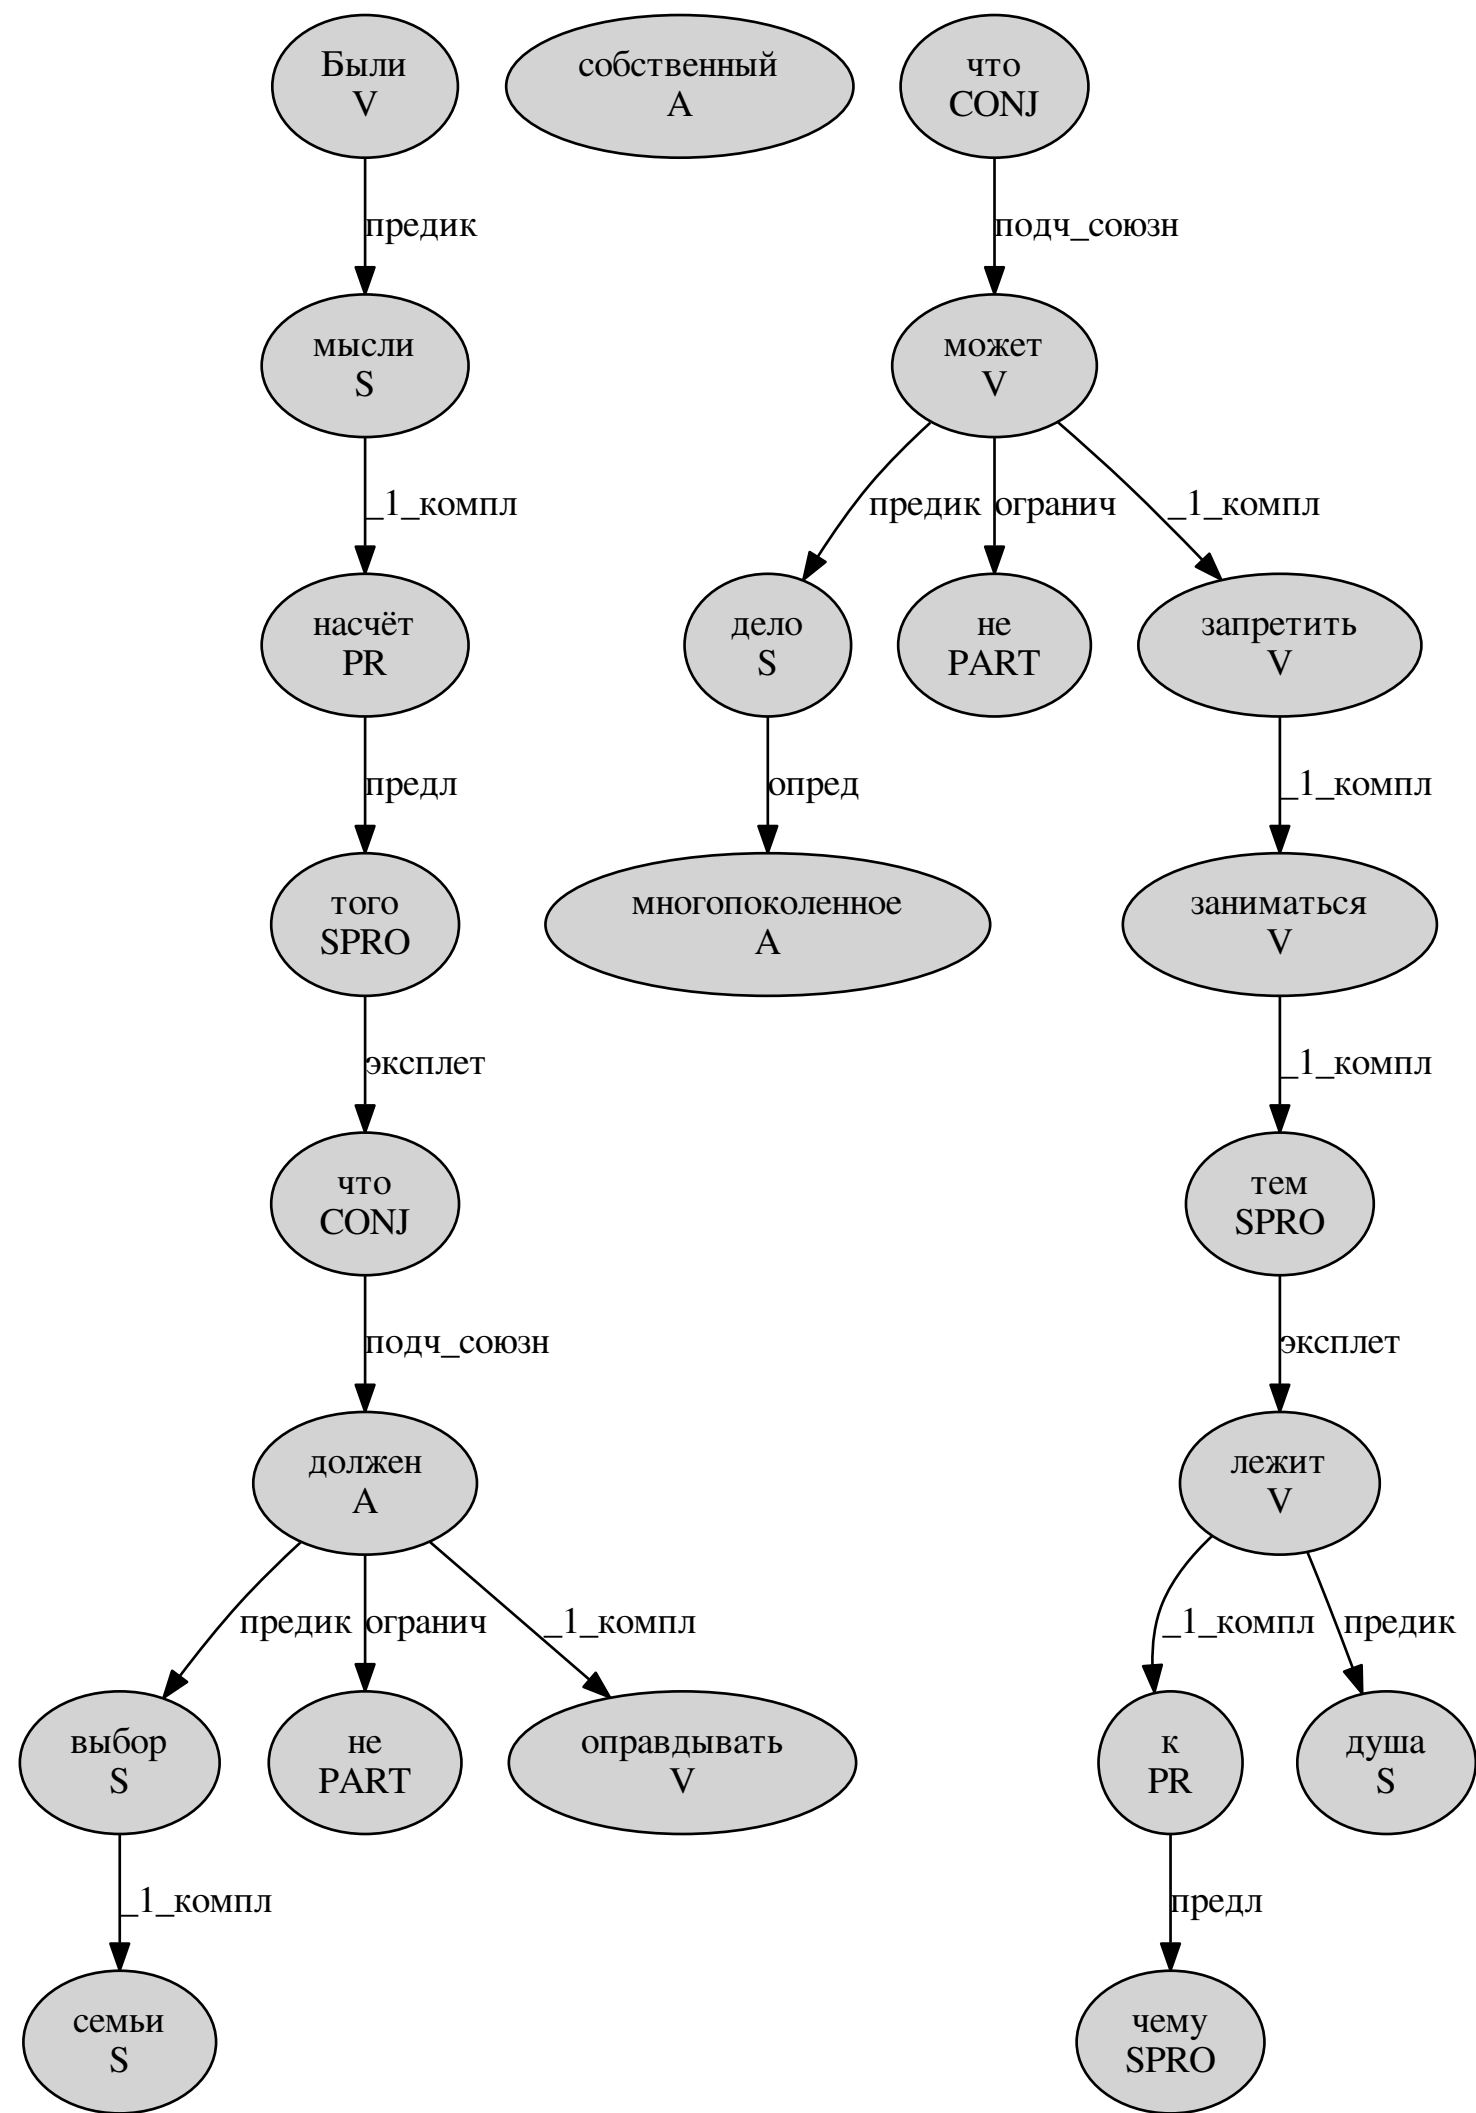 Были
V
собственный
A
что
CONJ
предик
подч_союзн
мысли
S
может
V
_1_компл
предик
огранич
_1_компл
насчёт
PR
дело
S
не
PART
запретить
V
предл
опред
_1_компл
того
SPRO
многопоколенное
A
заниматься
V
эксплет
_1_компл
что
CONJ
тем
SPRO
подч_союзн
эксплет
должен
A
лежит
V
предик
огранич
_1_компл
_1_компл
предик
выбор
S
не
PART
оправдывать
V
к
PR
душа
S
_1_компл
предл
семьи
S
чему
SPRO